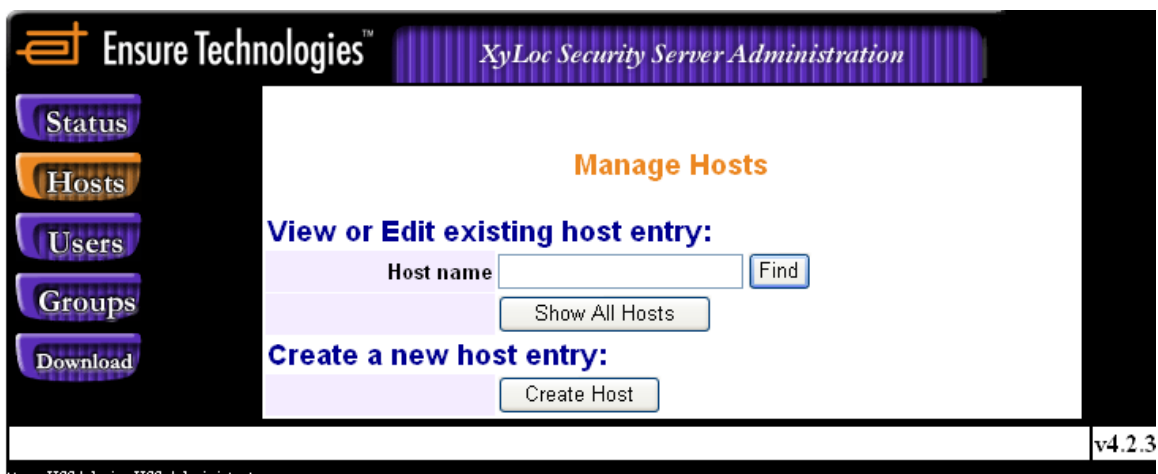 Ensure Technologies™
XyLoc Security Server Administration
Status
Hosts
Users
Groups
Download
Manage Hosts
View or Edit existing host entry:
Host name
Find
Show All Hosts
Create a new host entry:
Create Host
v4.2.3